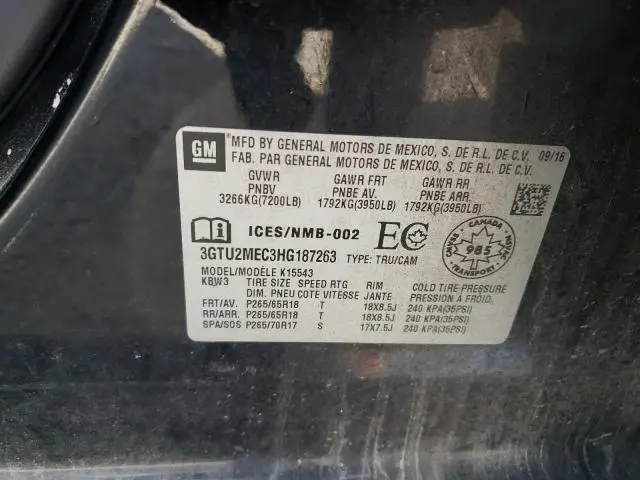 GM
MFD BY GENERAL MOTORS DE MEXICO, S. DE R.L. DE C.V. 09/16
FAB. PAR GENERAL MOTORS DE MEXICO, S. DE R.L. DE C.V.
GVWR GAWR FRT GAWR RR
PNBV PNBE AV. PNBE ARR.
3266KG(7200LB) 1792KG(3950LB) 1792KG(3950LB)
i ICES/NMB-002 EC CANADA CMVSS NSVAC 985
3GTU2MEC3HG187263 TYPE: TRU/CAM
MODEL/MODÈLE K15543
KBW3 TIRE SIZE SPEED RTG RIM COLD TIRE PRESSURE
DIM. PNEU COTE VITESSE JANTE PRESSION À FROID.
FRT/AV. P265/65R18 T 18X8.5J 240 KPA(35PSI)
RR/ARR. P265/65R18 T 18X8.5J 240 KPA(35PSI)
SPA/SOS P265/70R17 S 17X7.5J 240 KPA(35PSI)